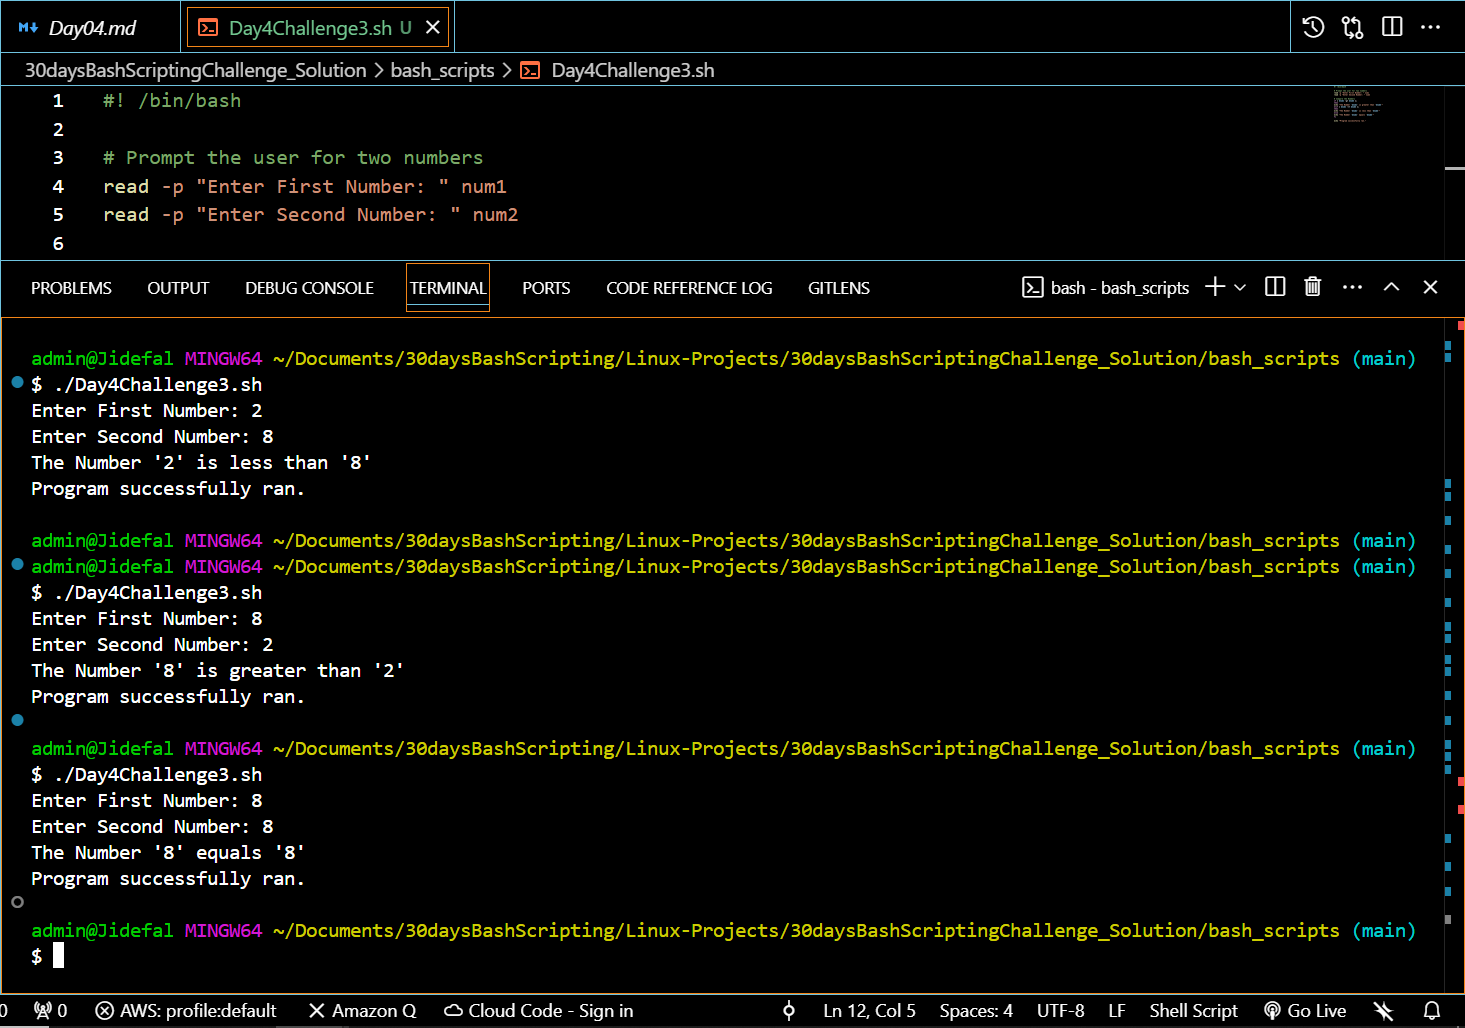 Day04.md
Day4Challenge3.sh U
30daysBashScriptingChallenge_Solution > bash_scripts > Day4Challenge3.sh
1 #! /bin/bash
2
3 # Prompt the user for two numbers
4 read -p "Enter First Number: " num1
5 read -p "Enter Second Number: " num2
6
PROBLEMS OUTPUT DEBUG CONSOLE TERMINAL PORTS CODE REFERENCE LOG GITLENS bash - bash_scripts
admin@Jidefal MINGW64 ~/Documents/30daysBashScripting/Linux-Projects/30daysBashScriptingChallenge_Solution/bash_scripts (main)
$ ./Day4Challenge3.sh
Enter First Number: 2
Enter Second Number: 8
The Number '2' is less than '8'
Program successfully ran.
admin@Jidefal MINGW64 ~/Documents/30daysBashScripting/Linux-Projects/30daysBashScriptingChallenge_Solution/bash_scripts (main)
admin@Jidefal MINGW64 ~/Documents/30daysBashScripting/Linux-Projects/30daysBashScriptingChallenge_Solution/bash_scripts (main)
$ ./Day4Challenge3.sh
Enter First Number: 8
Enter Second Number: 2
The Number '8' is greater than '2'
Program successfully ran.
admin@Jidefal MINGW64 ~/Documents/30daysBashScripting/Linux-Projects/30daysBashScriptingChallenge_Solution/bash_scripts (main)
$ ./Day4Challenge3.sh
Enter First Number: 8
Enter Second Number: 8
The Number '8' equals '8'
Program successfully ran.
admin@Jidefal MINGW64 ~/Documents/30daysBashScripting/Linux-Projects/30daysBashScriptingChallenge_Solution/bash_scripts (main)
$
0 0 AWS: profile:default Amazon Q Cloud Code - Sign in Ln 12, Col 5 Spaces: 4 UTF-8 LF Shell Script Go Live